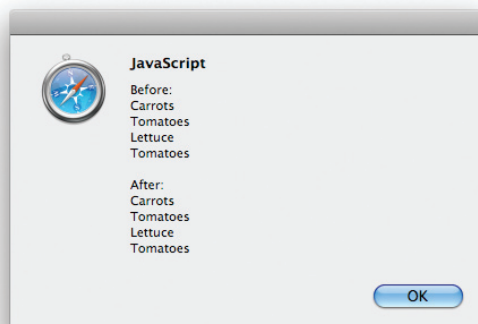 JavaScript
Before:
Carrots
Tomatoes
Lettuce
Tomatoes
After:
Carrots
Tomatoes
Lettuce
Tomatoes
OK